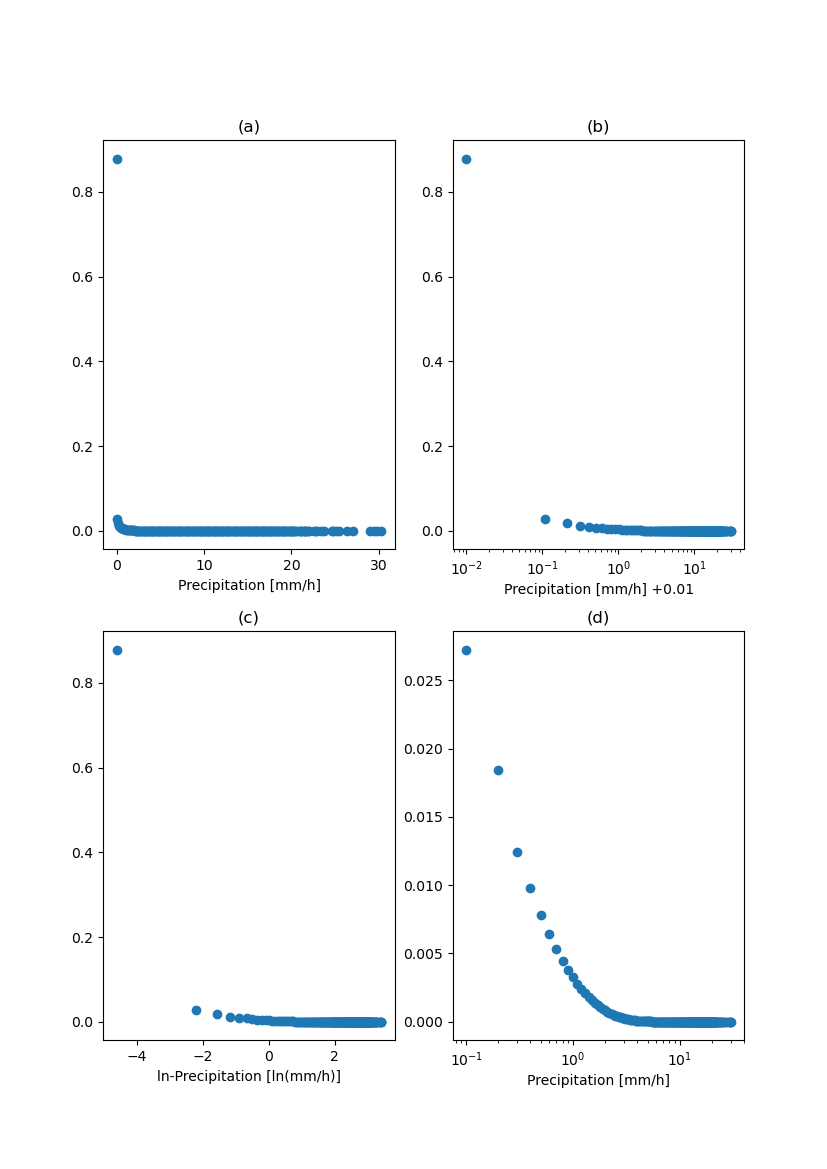 (a)
0.8
0.6
0.4
0.2
0.0
0 10 20 30
Precipitation [mm/h]
(b)
0.8
0.6
0.4
0.2
0.0
10⁻² 10⁻¹ 10⁰ 10¹
Precipitation [mm/h] +0.01
(c)
0.8
0.6
0.4
0.2
0.0
−4 −2 0 2
ln-Precipitation [ln(mm/h)]
(d)
0.025
0.020
0.015
0.010
0.005
0.000
10⁻¹ 10⁰ 10¹
Precipitation [mm/h]